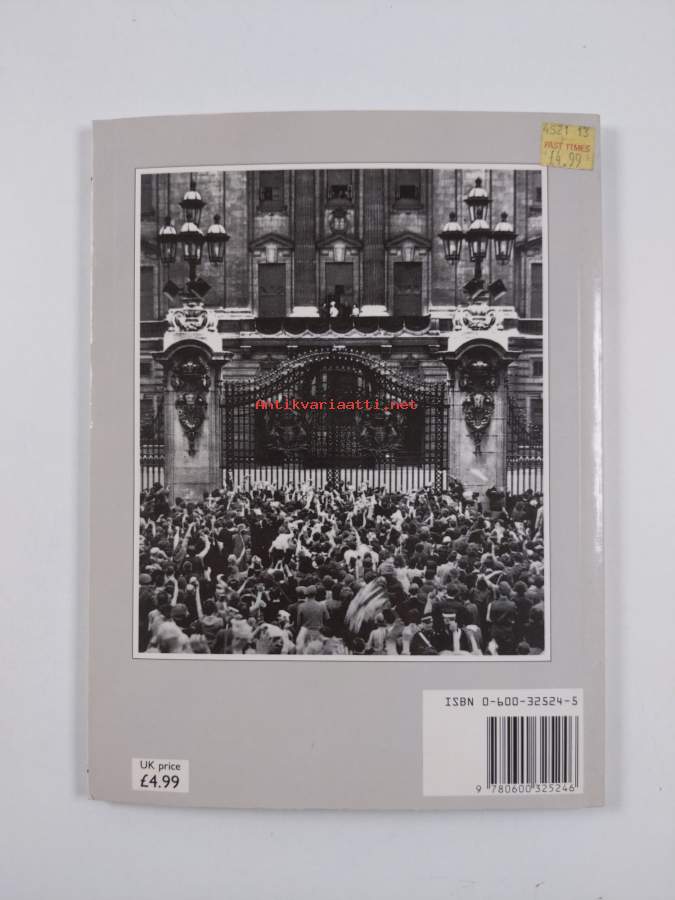 4521 13
PAST TIMES
£4.99
Antikvariaatti.net
ISBN 0-600-32524-5
9 780600 325246
UK price
£4.99